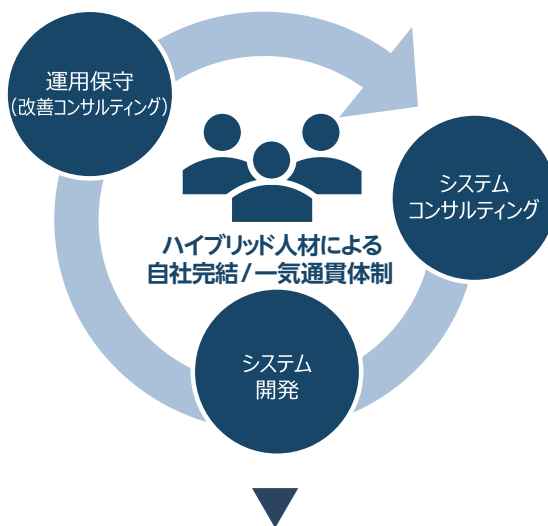 運用保守
（改善コンサルティング）
システム
コンサルティング
ハイブリッド人材による
自社完結/一気通貫体制
システム
開発